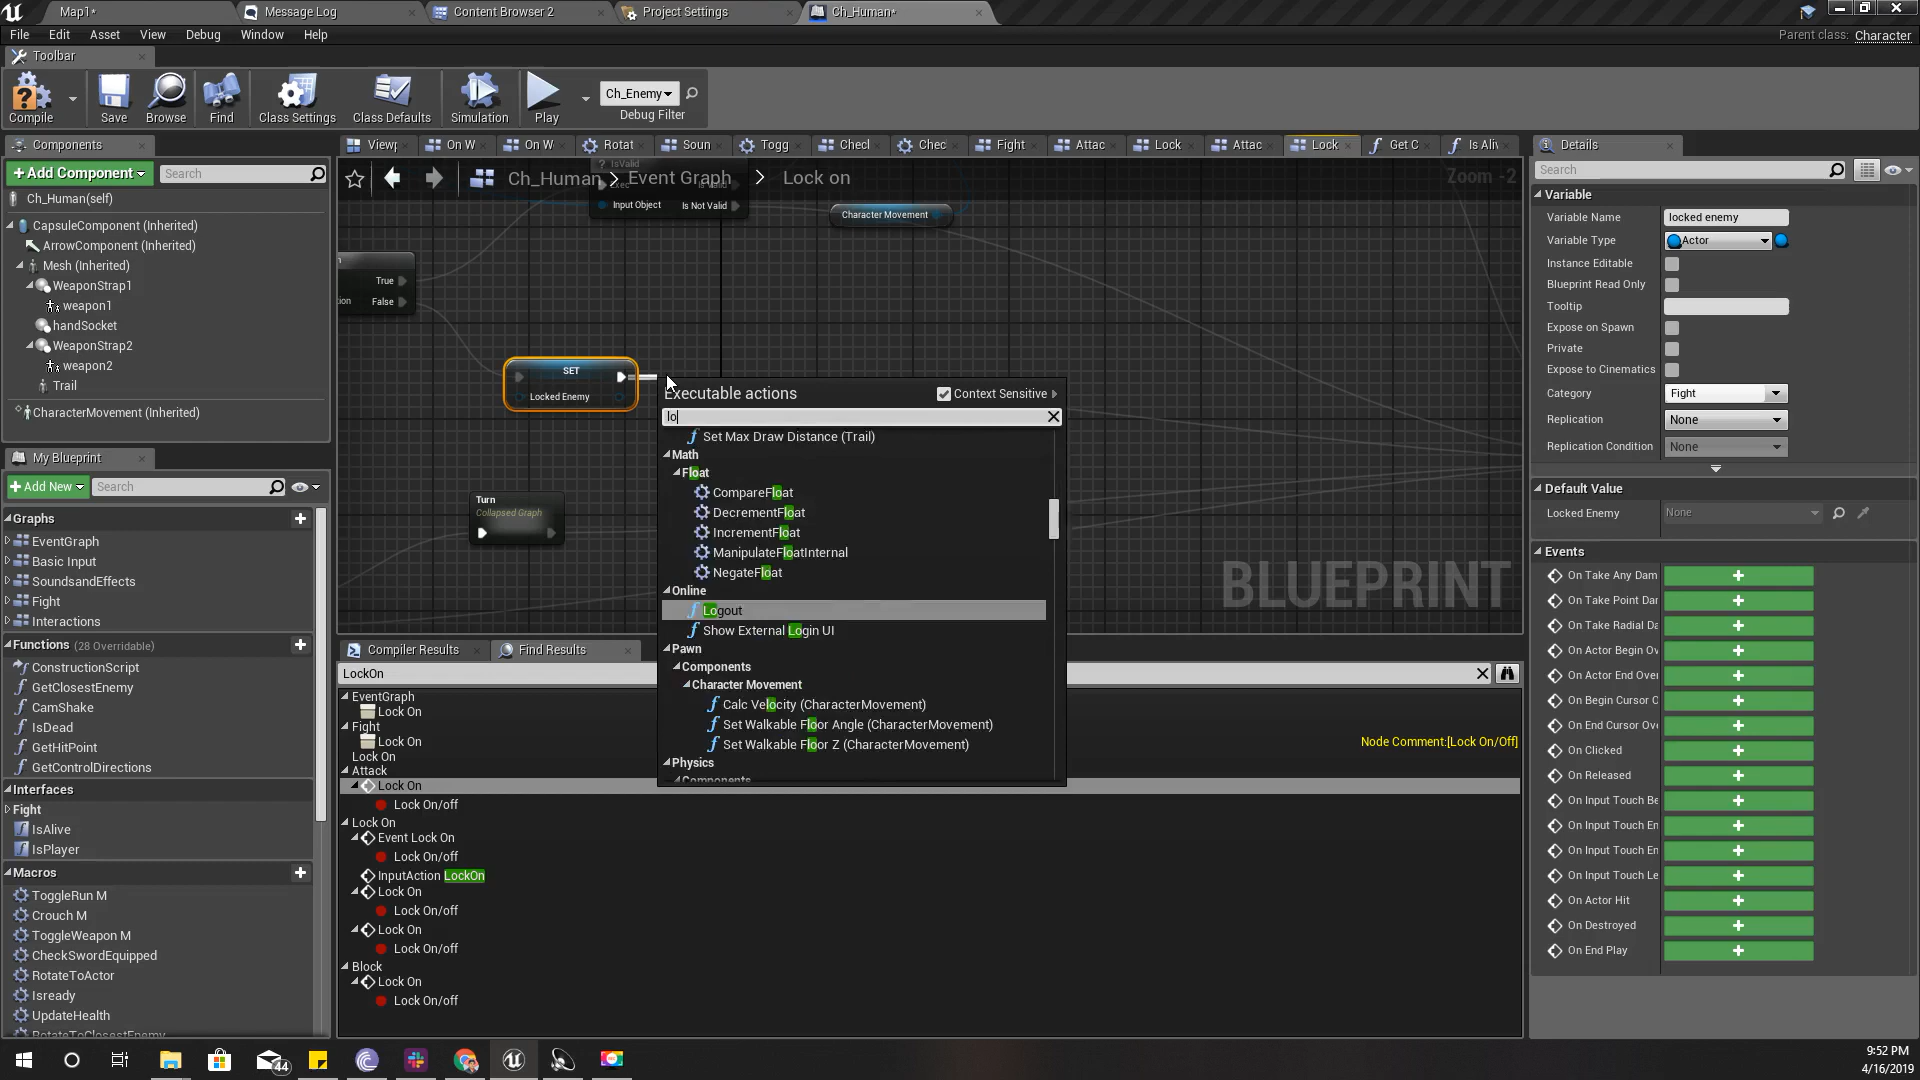 Map1*
Message Log
Content Browser 2
Project Settings
Ch_Human*
File Edit Asset View Debug Window Help
Parent class: Character
Toolbar
Compile
Save
Browse
Find
Class Settings
Class Defaults
Simulation
Play
Ch_Enemy
Debug Filter
Components
+Add Component
Search
Ch_Human(self)
CapsuleComponent (Inherited)
ArrowComponent (Inherited)
Mesh (Inherited)
WeaponStrap1
weapon1
handSocket
WeaponStrap2
weapon2
Trail
CharacterMovement (Inherited)
My Blueprint
+Add New
Search
Graphs
EventGraph
Basic Input
SoundsandEffects
Fight
Interactions
Functions (28 Overridable)
ConstructionScript
GetClosestEnemy
CamShake
IsDead
GetHitPoint
GetControlDirections
Interfaces
Fight
IsAlive
IsPlayer
Macros
ToggleRun M
Crouch M
ToggleWeapon M
CheckSwordEquipped
RotateToActor
Isready
UpdateHealth
RotateToClosestEnemy
View
On W
On W
Rotat
Soun
Togg
Checl
Chec
Fight
Attac
Lock
Attac
Lock
Get C
Is Aliv
Ch_Human > Event Graph > Lock on
Zoom -2
? IsValid
Exec Is Valid
Input Object Is Not Valid
Character Movement
True
False
SET
Locked Enemy
Turn
Collapsed Graph
BLUEPRINT
Executable actions
Context Sensitive
lo
Set Max Draw Distance (Trail)
Math
Float
CompareFloat
DecrementFloat
IncrementFloat
ManipulateFloatInternal
NegateFloat
Online
Logout
Show External Login UI
Pawn
Components
Character Movement
Calc Velocity (CharacterMovement)
Set Walkable Floor Angle (CharacterMovement)
Set Walkable Floor Z (CharacterMovement)
Physics
Components
Compiler Results
Find Results
LockOn
EventGraph
Lock On
Fight
Lock On
Lock On
Attack
Lock On
Lock On/off
Lock On
Event Lock On
Lock On/off
InputAction LockOn
Lock On
Lock On/off
Lock On
Lock On/off
Block
Lock On
Lock On/off
Node Comment:[Lock On/Off]
Details
Search
Variable
Variable Name locked enemy
Variable Type Actor
Instance Editable
Blueprint Read Only
Tooltip
Expose on Spawn
Private
Expose to Cinematics
Category Fight
Replication None
Replication Condition None
Default Value
Locked Enemy None
Events
On Take Any Dam
On Take Point Dar
On Take Radial Da
On Actor Begin Ov
On Actor End Over
On Begin Cursor O
On End Cursor Ove
On Clicked
On Released
On Input Touch Be
On Input Touch En
On Input Touch En
On Input Touch Le
On Actor Hit
On Destroyed
On End Play
44
9:52 PM
4/16/2019